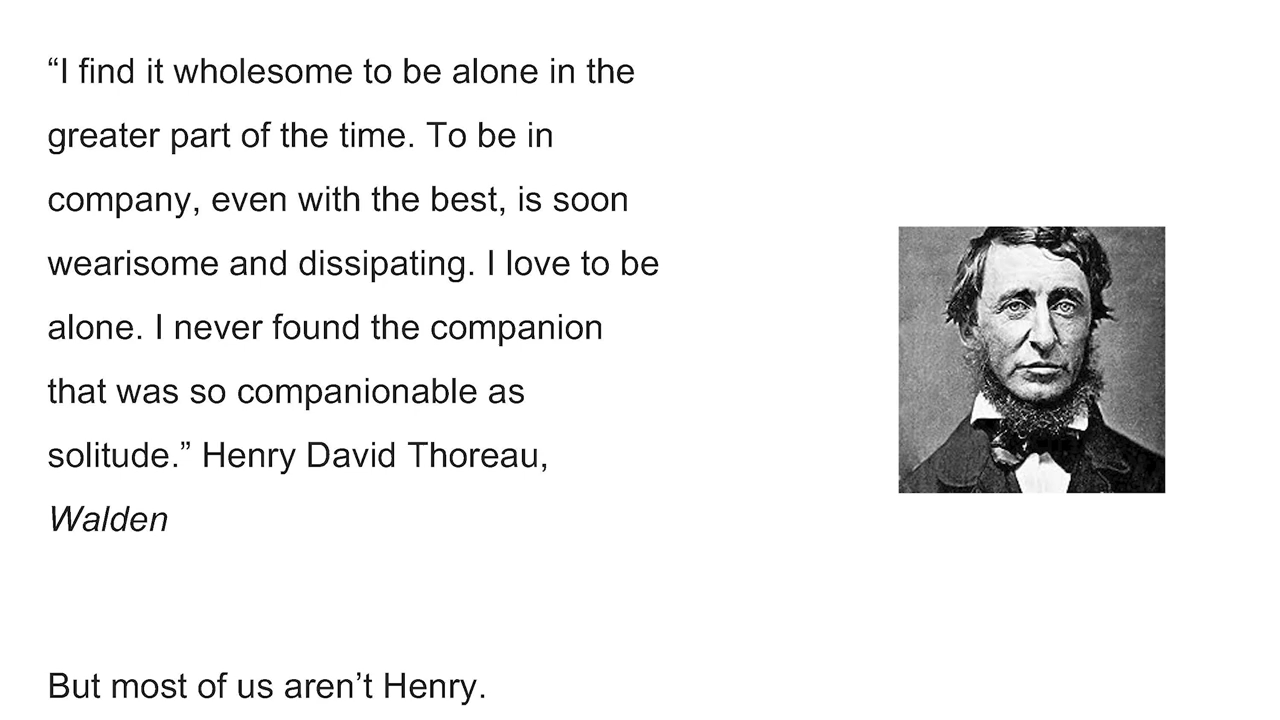 “I find it wholesome to be alone in the
greater part of the time. To be in
company, even with the best, is soon
wearisome and dissipating. I love to be
alone. I never found the companion
that was so companionable as
solitude.” Henry David Thoreau,
Walden
But most of us aren’t Henry.